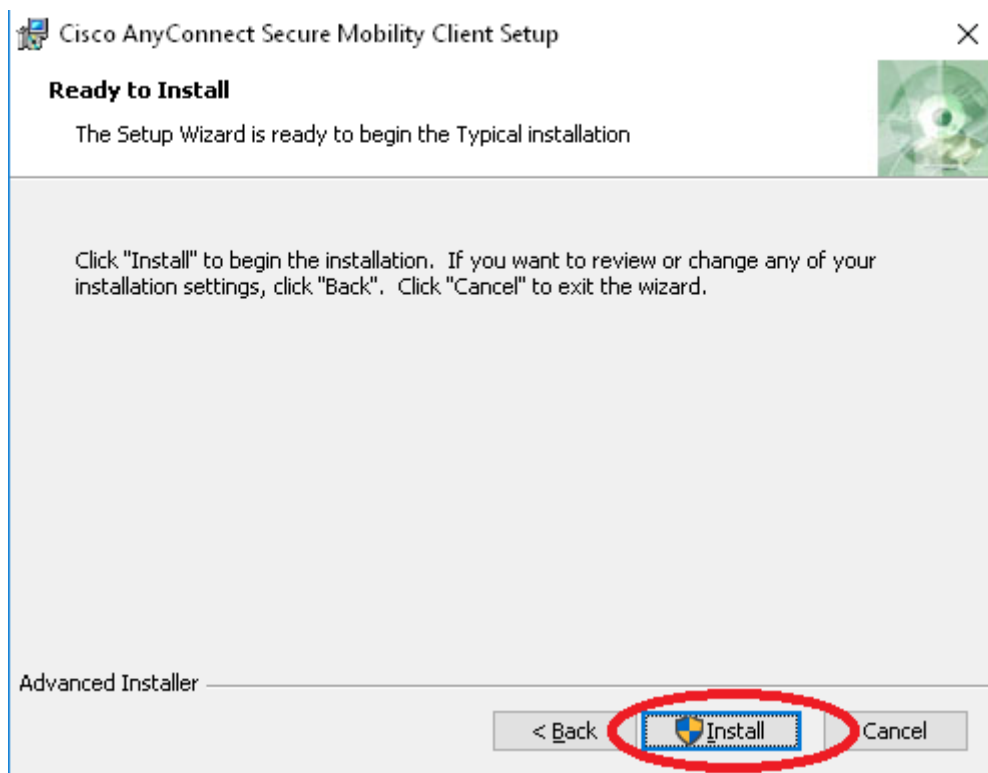 Cisco AnyConnect Secure Mobility Client Setup
Ready to Install
The Setup Wizard is ready to begin the Typical installation
Click "Install" to begin the installation.  If you want to review or change any of your
installation settings, click "Back".  Click "Cancel" to exit the wizard.
Advanced Installer
< Back
Install
Cancel